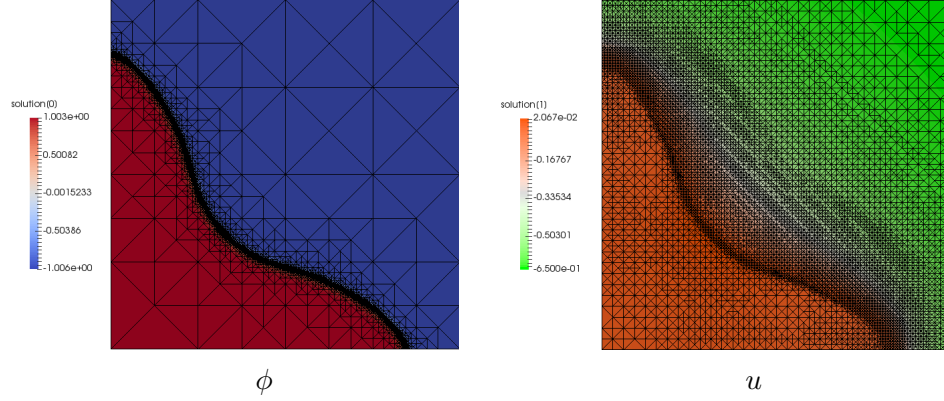 solution(0)
1.003e+00
0.50082
-0.0015233
-0.50386
-1.006e+00
ϕ
solution(1)
2.067e-02
-0.16767
-0.33534
-0.50301
-6.500e-01
u